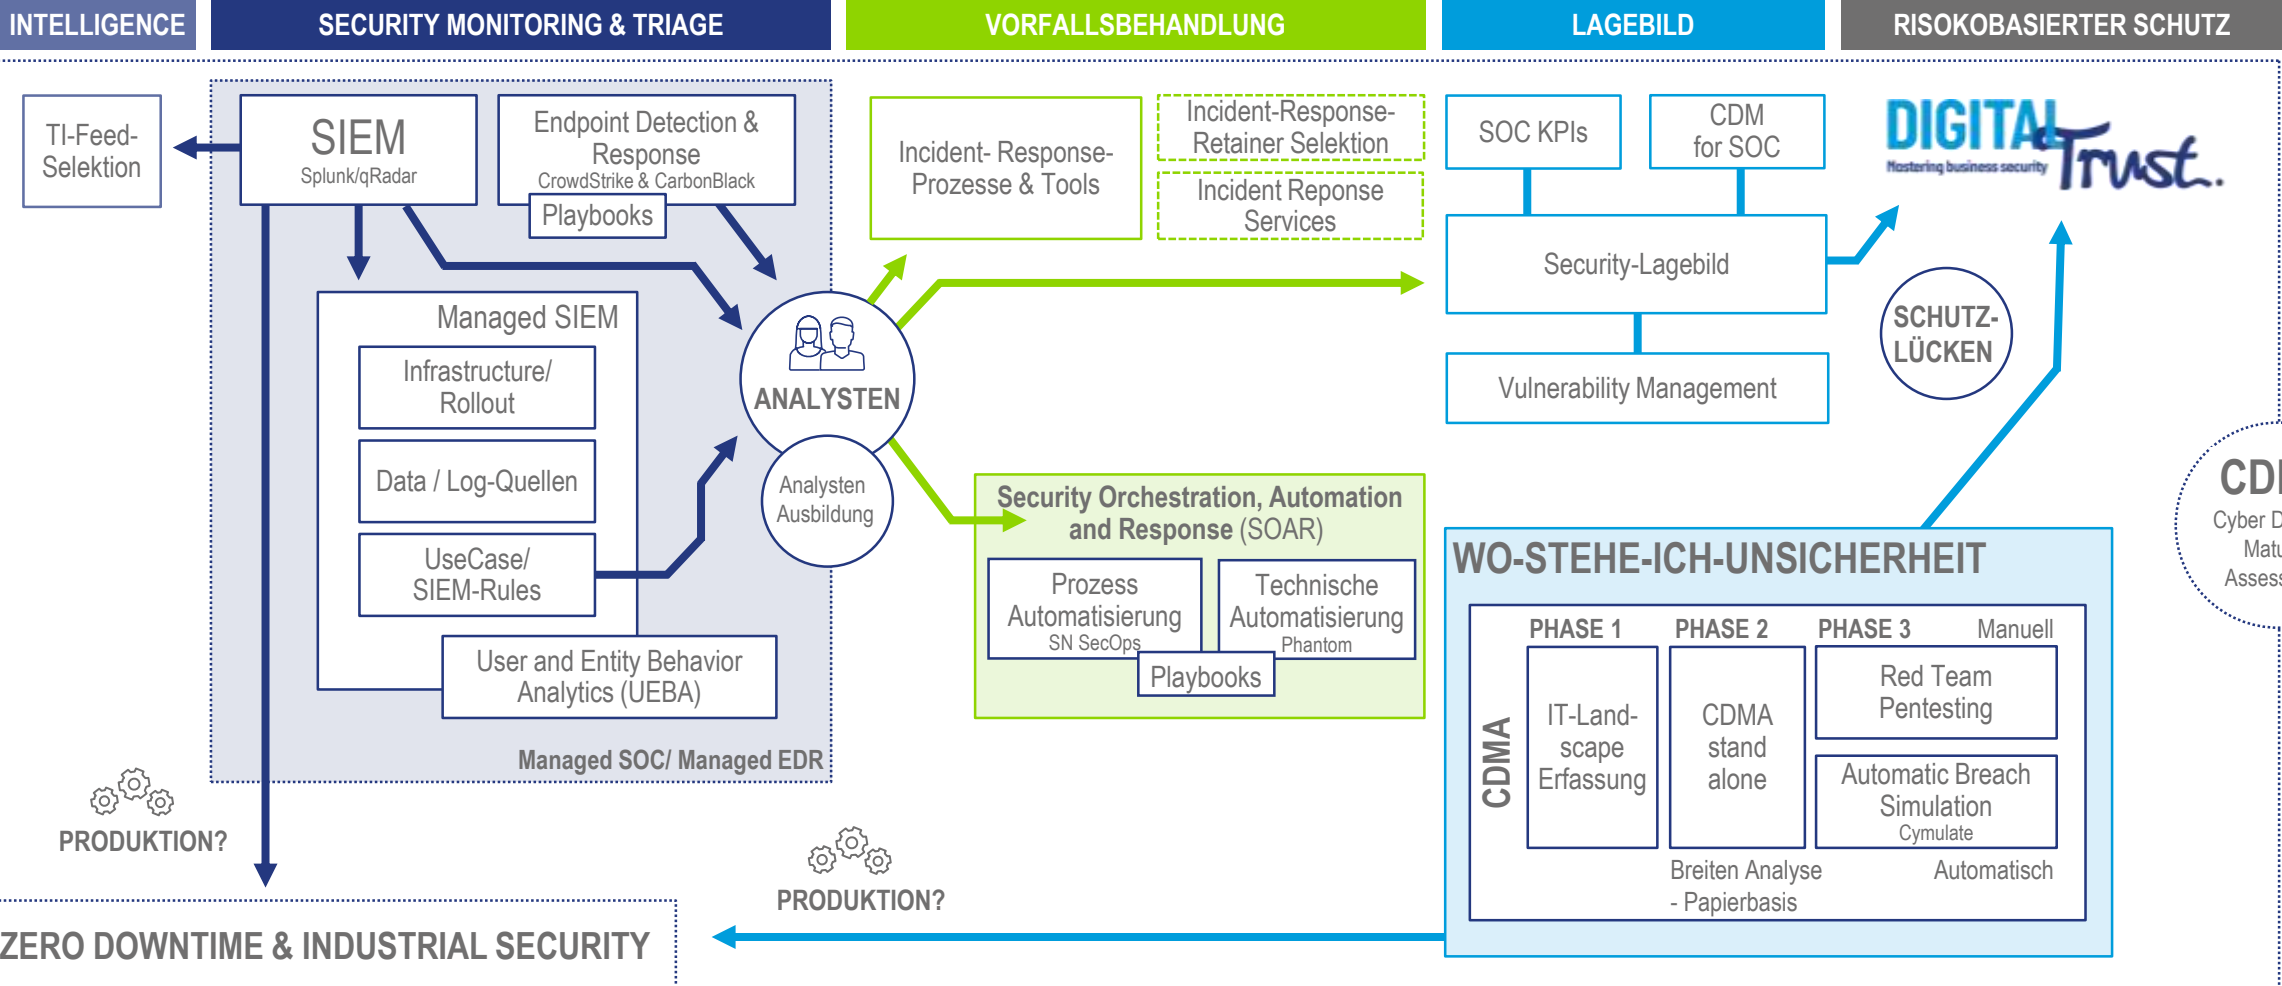 INTELLIGENCE
SECURITY MONITORING & TRIAGE
VORFALLSBEHANDLUNG
LAGEBILD
RISOKOBASIERTER SCHUTZ
TI-Feed-
Selektion
SIEM
Splunk/qRadar
Endpoint Detection &
Response
CrowdStrike & CarbonBlack
Playbooks
Managed SIEM
Infrastructure/
Rollout
Data / Log-Quellen
UseCase/
SIEM-Rules
User and Entity Behavior
Analytics (UEBA)
Managed SOC/ Managed EDR
ANALYSTEN
Analysten
Ausbildung
Incident- Response-
Prozesse & Tools
Incident-Response-
Retainer Selektion
Incident Reponse
Services
Security Orchestration, Automation
and Response (SOAR)
Prozess
Automatisierung
SN SecOps
Technische
Automatisierung
Phantom
Playbooks
SOC KPIs
CDM
for SOC
Security-Lagebild
Vulnerability Management
DIGITAL
Trust.
Mastering business security
SCHUTZ-
LÜCKEN
WO-STEHE-ICH-UNSICHERHEIT
CDMA
PHASE 1
IT-Land-
scape
Erfassung
PHASE 2
CDMA
stand
alone
Breiten Analyse
- Papierbasis
PHASE 3
Manuell
Red Team
Pentesting
Automatic Breach
Simulation
Cymulate
Automatisch
Cyber
PRODUKTION?
PRODUKTION?
ZERO DOWNTIME & INDUSTRIAL SECURITY